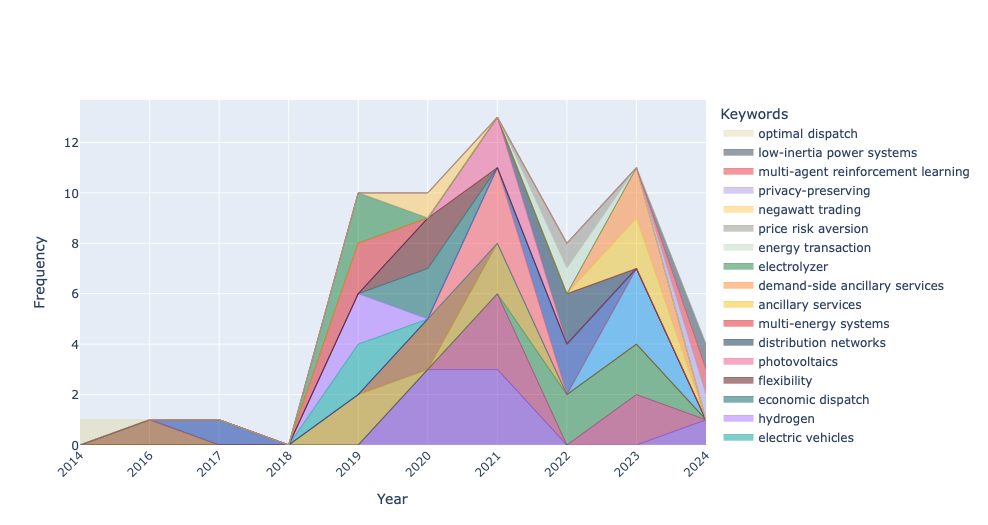 Keywords
optimal dispatch
low-inertia power systems
multi-agent reinforcement learning
privacy-preserving
negawatt trading
price risk aversion
energy transaction
electrolyzer
demand-side ancillary services
ancillary services
multi-energy systems
distribution networks
photovoltaics
flexibility
economic dispatch
hydrogen
electric vehicles
Frequency
12
10
8
6
4
2
0
2014
2016
2017
2018
2019
2020
2021
2022
2023
2024
Year